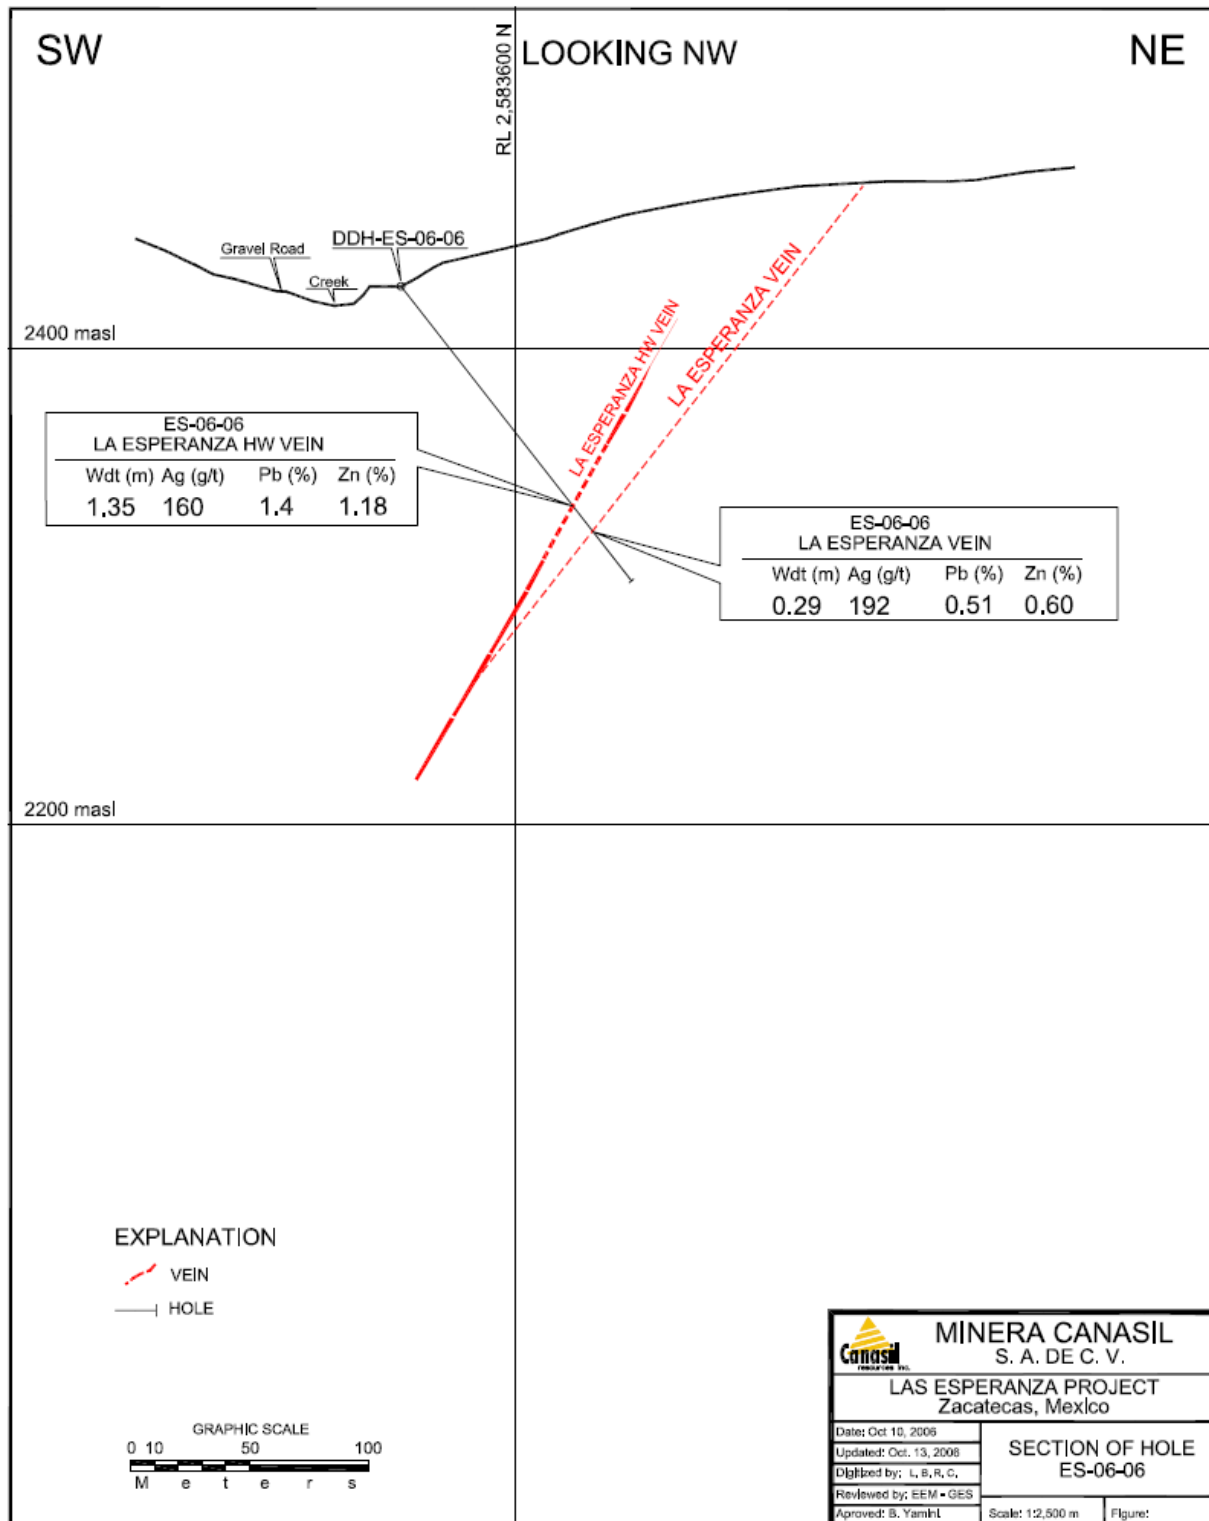 SW
LOOKING NW
NE
RL 2,583600 N
Gravel Road
DDH-ES-06-06
Creek
2400 masl
LA ESPERANZA HW VEIN
LA ESPERANZA VEIN
ES-06-06
LA ESPERANZA HW VEIN
Wdt (m) Ag (g/t) Pb (%) Zn (%)
1.35 160 1.4 1.18
ES-06-06
LA ESPERANZA VEIN
Wdt (m) Ag (g/t) Pb (%) Zn (%)
0.29 192 0.51 0.60
2200 masl
EXPLANATION
VEIN
HOLE
GRAPHIC SCALE
0 10 50 100
M e t e r s
Canasil
resources inc.
MINERA CANASIL
S. A. DE C. V.
LAS ESPERANZA PROJECT
Zacatecas, Mexico
Date: Oct 10, 2006
Updated: Oct. 13, 2008
Digitized by: L, B, R, C,
Reviewed by: EEM - GES
Aproved: B. Yamini.
SECTION OF HOLE
ES-06-06
Scale: 1:2,500 m
Figure: